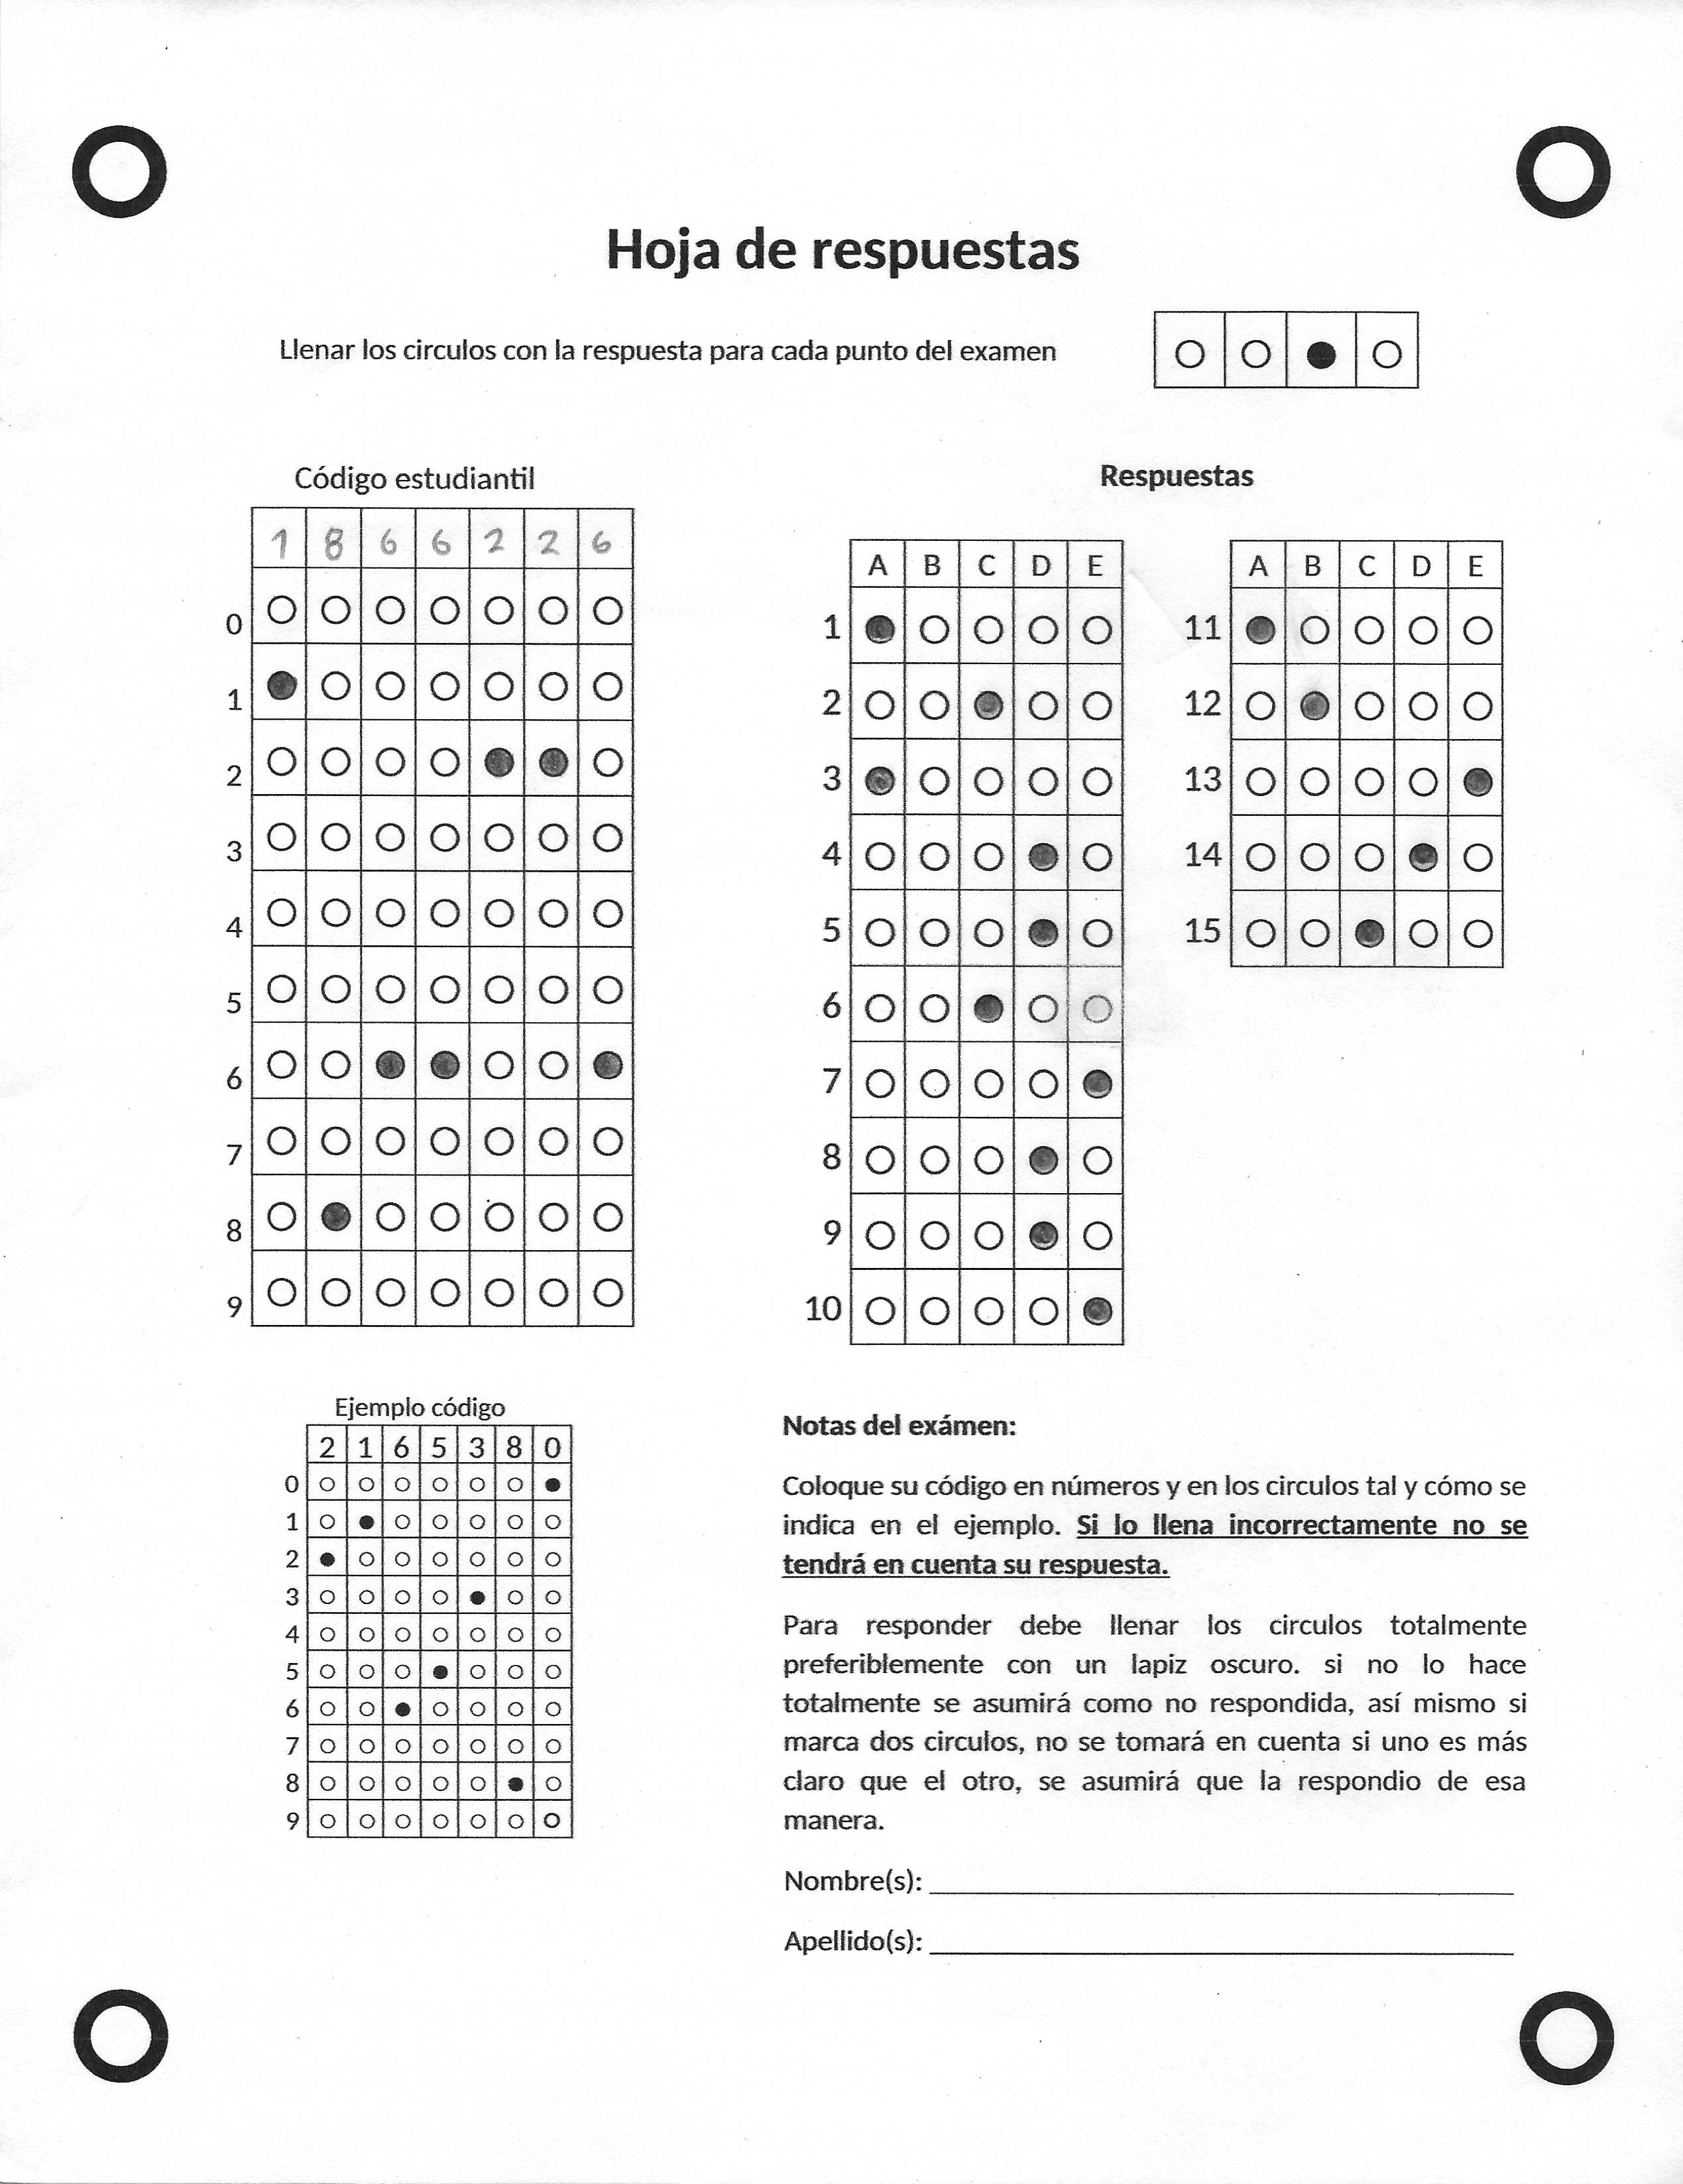 Hoja de respuestas
Llenar los circulos con la respuesta para cada punto del examen
Código estudiantil
1 8 6 6 2 2 6
0
1
2
3
4
5
6
7
8
9
Respuestas
A B C D E
1
2
3
4
5
6
7
8
9
10
A B C D E
11
12
13
14
15
Ejemplo código
2 1 6 5 3 8 0
0
1
2
3
4
5
6
7
8
9
Notas del exámen:
Coloque su código en números y en los circulos tal y cómo se
indica en el ejemplo. Si lo llena incorrectamente no se
tendrá en cuenta su respuesta.
Para responder debe llenar los circulos totalmente
preferiblemente con un lapiz oscuro. si no lo hace
totalmente se asumirá como no respondida, así mismo si
marca dos circulos, no se tomará en cuenta si uno es más
claro que el otro, se asumirá que la respondio de esa
manera.
Nombre(s):
Apellido(s):